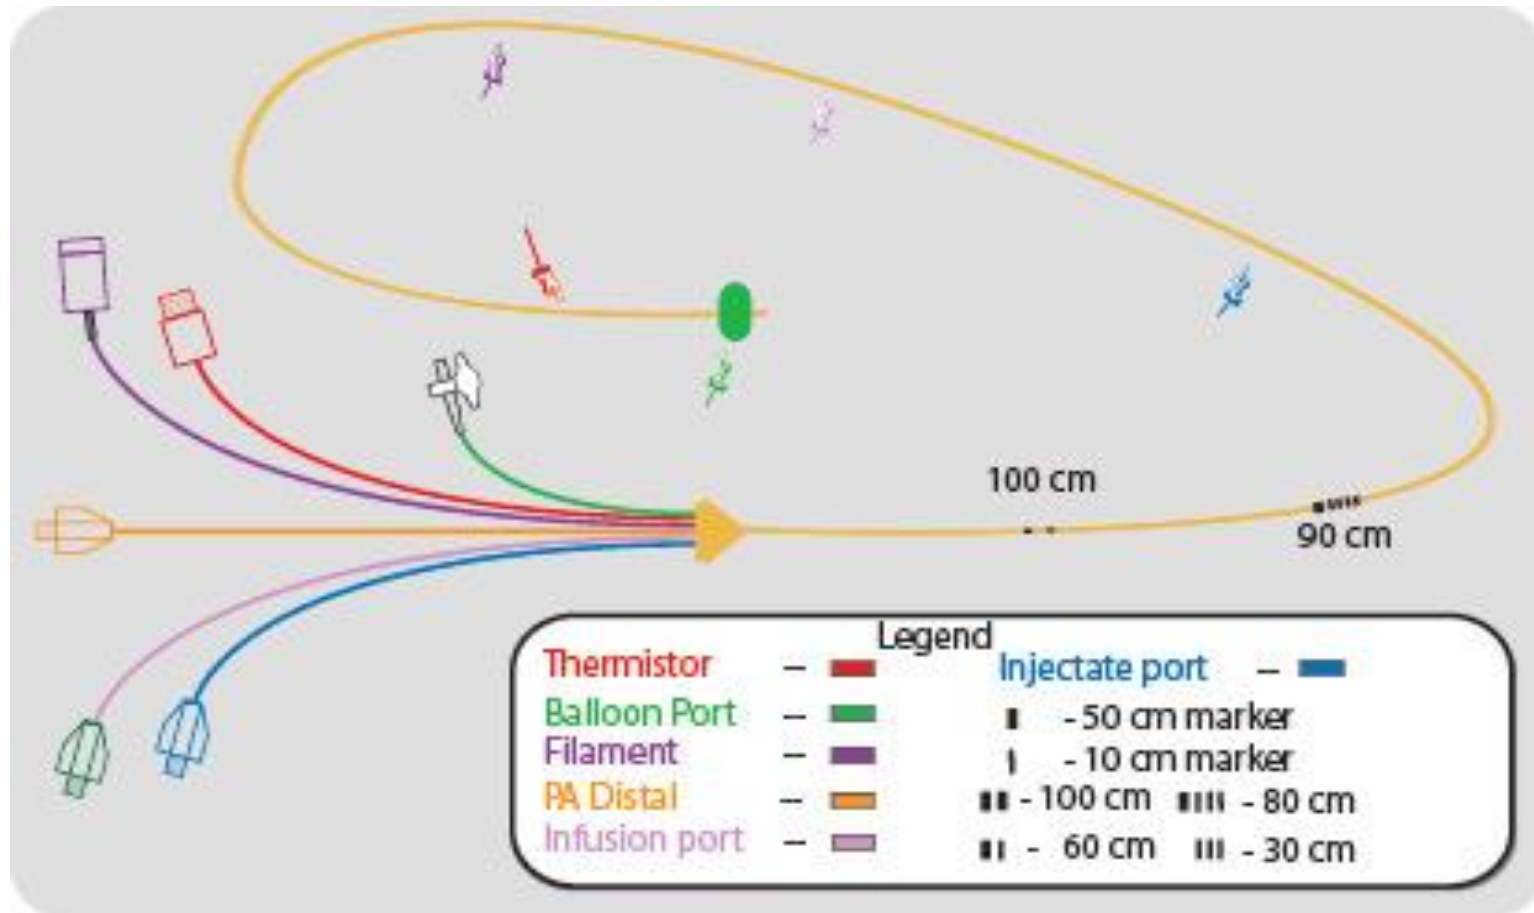 100 cm
90 cm
Legend
Thermistor –
Balloon Port –
Filament –
PA Distal –
Infusion port –
Injectate port –
- 50 cm marker
- 10 cm marker
- 100 cm - 80 cm
- 60 cm - 30 cm